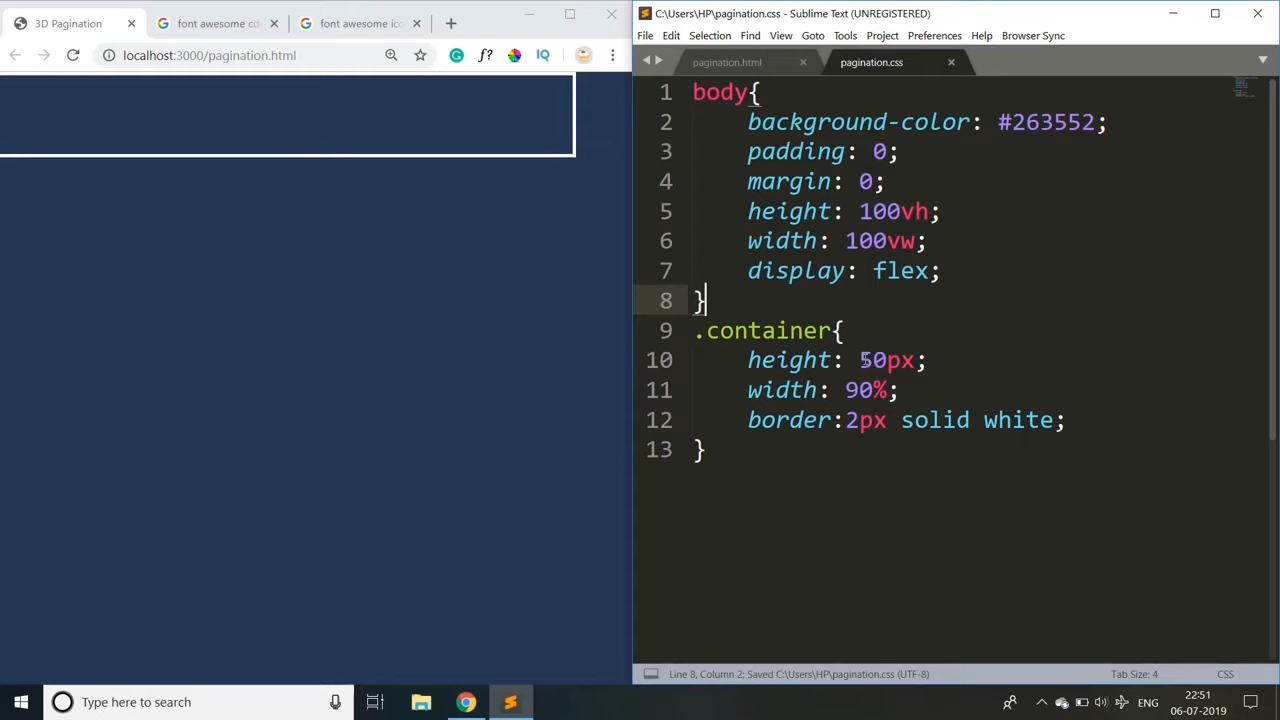 3D Pagination
font awesome cd
font awesome ico
localhost:3000/pagination.html
f?
IQ
C:\Users\HP\pagination.css - Sublime Text (UNREGISTERED)
File Edit Selection Find View Goto Tools Project Preferences Help Browser Sync
pagination.html
pagination.css
1 body{
2 background-color: #263552;
3 padding: 0;
4 margin: 0;
5 height: 100vh;
6 width: 100vw;
7 display: flex;
8 }
9 .container{
10 height: 50px;
11 width: 90%;
12 border:2px solid white;
13 }
Line 8, Column 2; Saved C:\Users\HP\pagination.css (UTF-8)
Tab Size: 4
CSS
Type here to search
ENG
22:51
06-07-2019